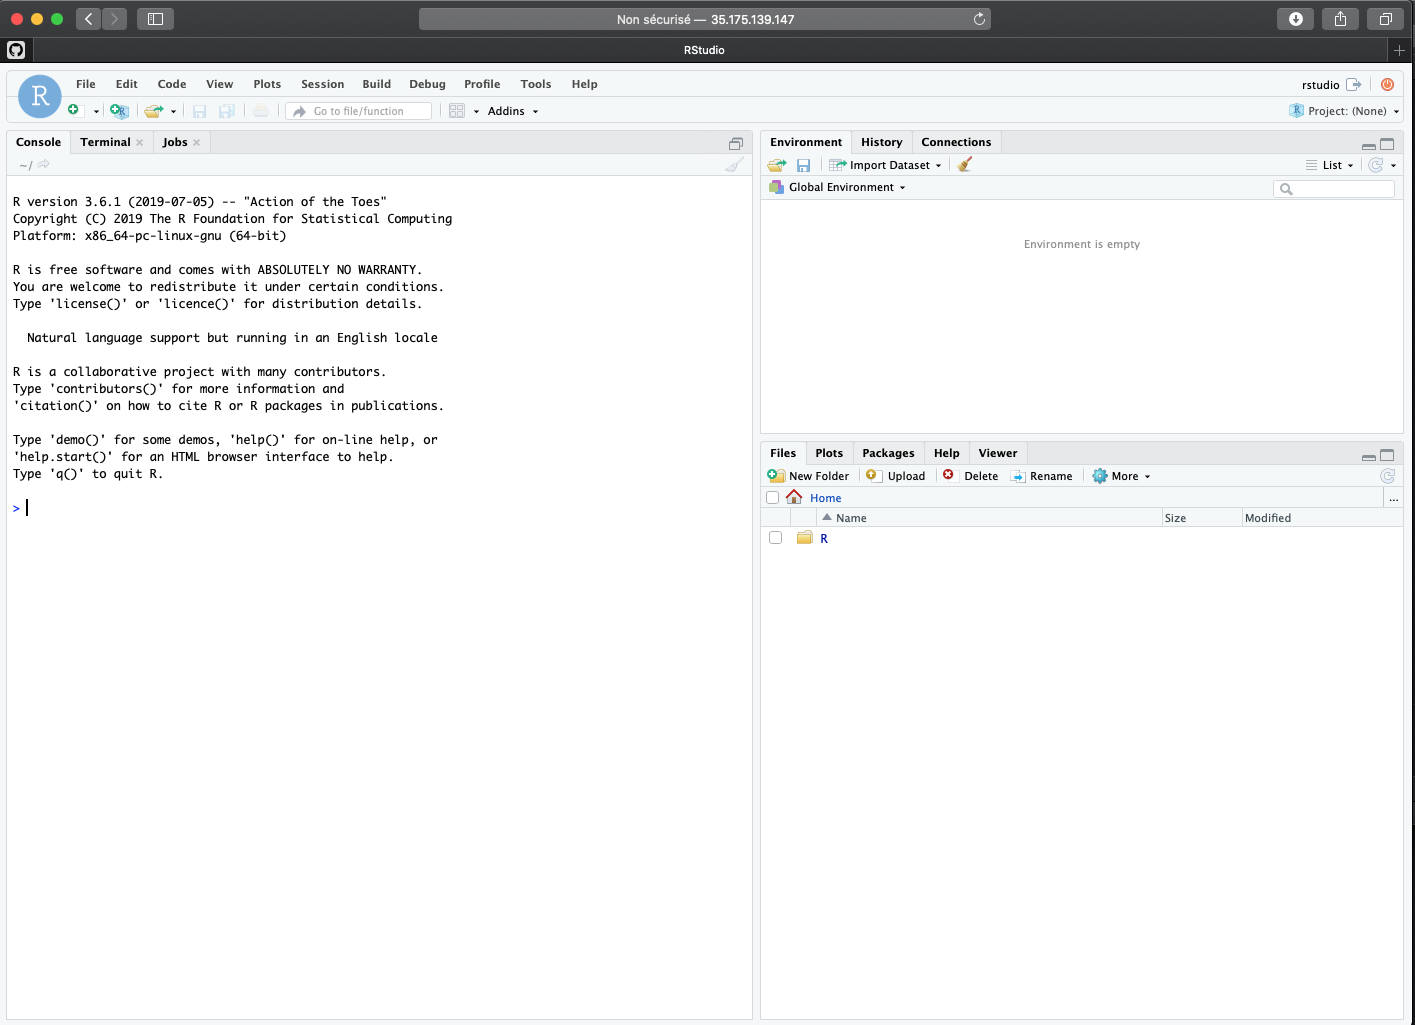 Non sécurisé — 35.175.139.147
RStudio
R
File Edit Code View Plots Session Build Debug Profile Tools Help
rstudio
Go to file/function
Addins
R
Project: (None)
Console Terminal Jobs
~/
R version 3.6.1 (2019-07-05) -- "Action of the Toes"
Copyright (C) 2019 The R Foundation for Statistical Computing
Platform: x86_64-pc-linux-gnu (64-bit)
R is free software and comes with ABSOLUTELY NO WARRANTY.
You are welcome to redistribute it under certain conditions.
Type 'license()' or 'licence()' for distribution details.
Natural language support but running in an English locale
R is a collaborative project with many contributors.
Type 'contributors()' for more information and
'citation()' on how to cite R or R packages in publications.
Type 'demo()' for some demos, 'help()' for on-line help, or
'help.start()' for an HTML browser interface to help.
Type 'q()' to quit R.
>
Environment History Connections
Import Dataset
List
Global Environment
Environment is empty
Files Plots Packages Help Viewer
New Folder Upload Delete Rename More
Home
...
Name Size Modified
R